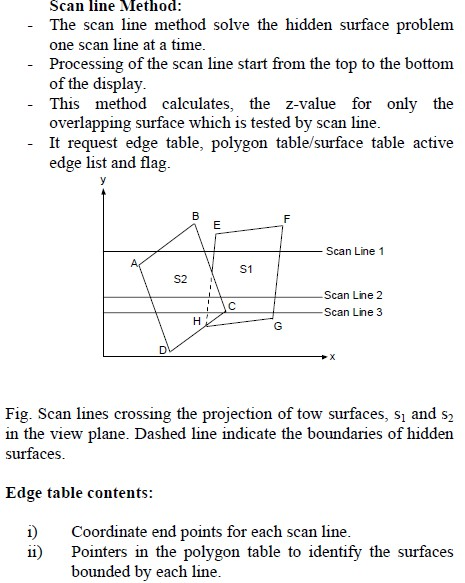 Scan line Method:
- The scan line method solve the hidden surface problem
one scan line at a time.
- Processing of the scan line start from the top to the bottom
of the display.
- This method calculates, the z-value for only the
overlapping surface which is tested by scan line.
- It request edge table, polygon table/surface table active
edge list and flag.
y
B
E
F
Scan Line 1
A
S2
S1
Scan Line 2
C
Scan Line 3
H
G
D
x
Fig. Scan lines crossing the projection of tow surfaces, s1 and s2
in the view plane. Dashed line indicate the boundaries of hidden
surfaces.
Edge table contents:
i) Coordinate end points for each scan line.
ii) Pointers in the polygon table to identify the surfaces
bounded by each line.